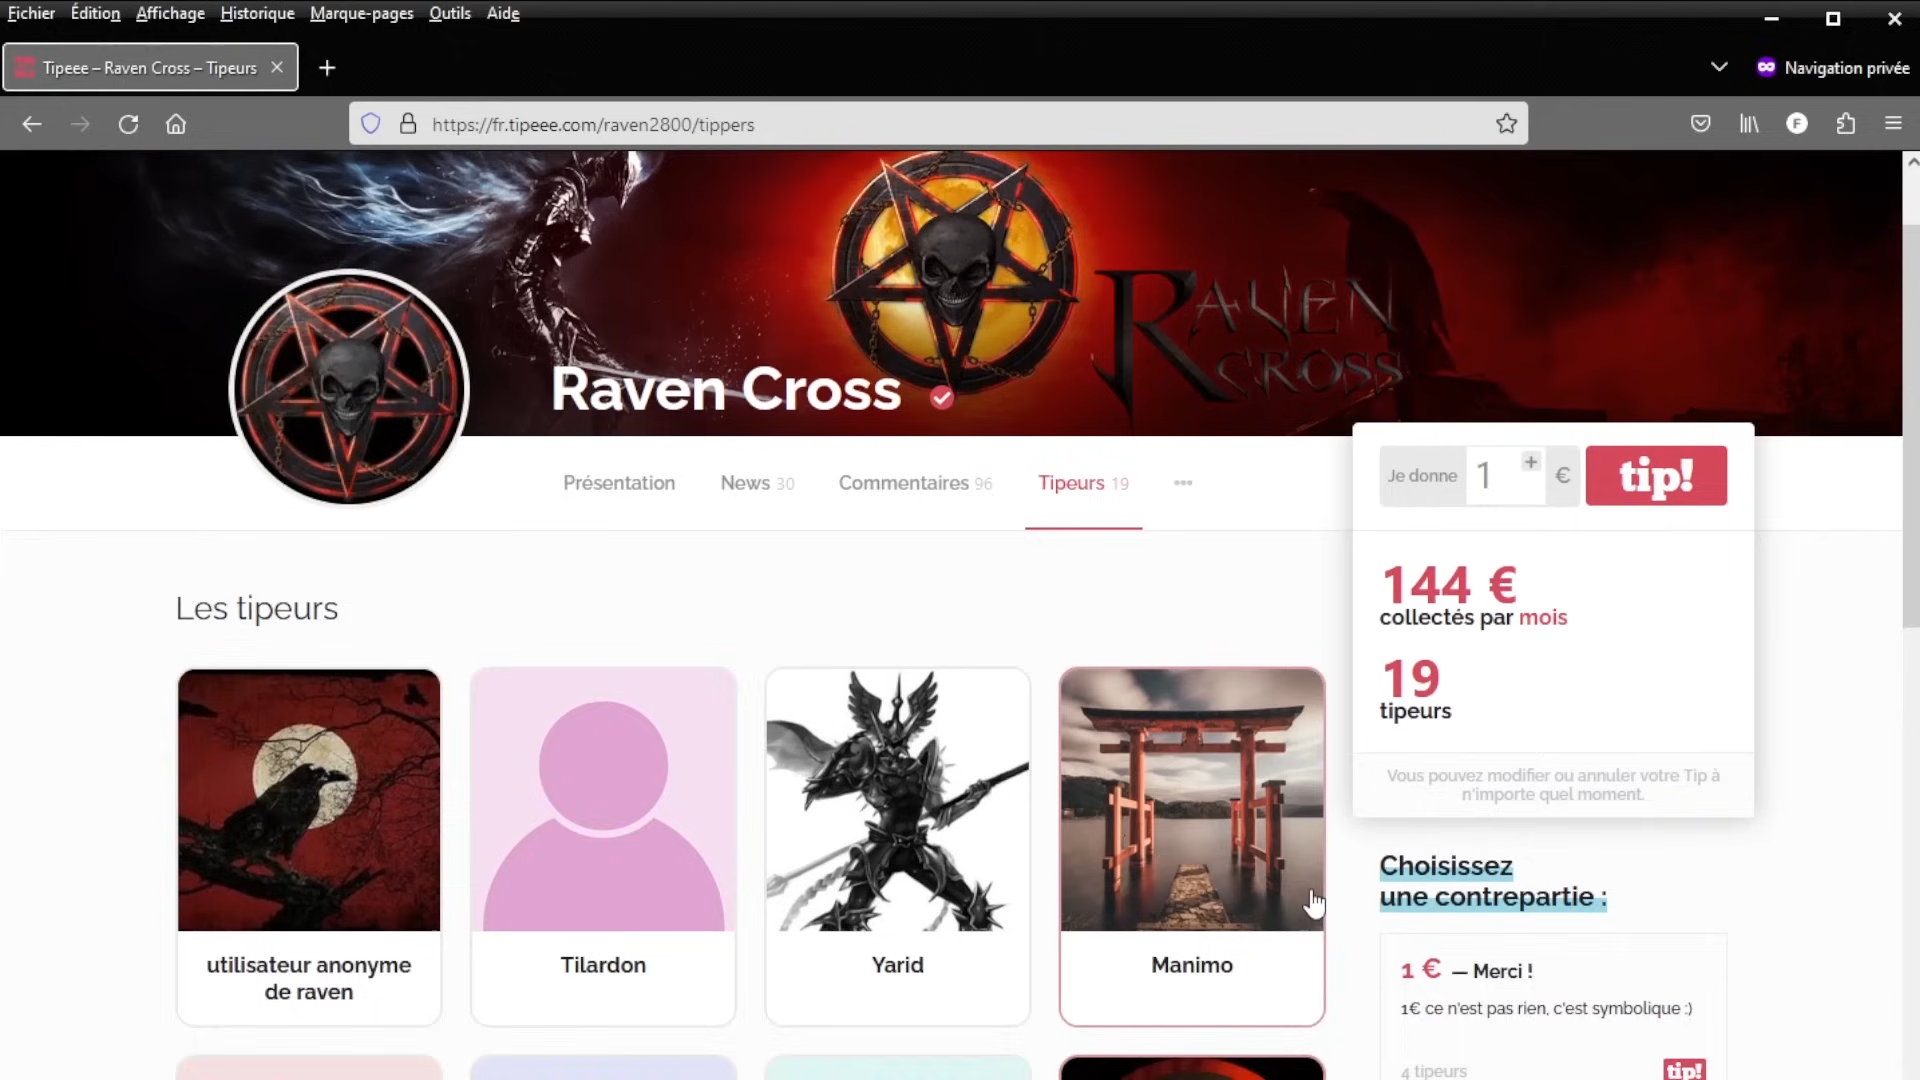 Fichier Édition Affichage Historique Marque-pages Outils Aide
Tipeee – Raven Cross – Tipeurs
Navigation privée
https://fr.tipeee.com/raven2800/tippers
F
RAVEN
CROSS
Raven Cross
Présentation News 30 Commentaires 96 Tipeurs 19
Je donne 1 + € tip!
144 €
collectés par mois
19
tipeurs
Vous pouvez modifier ou annuler votre Tip à
n'importe quel moment.
Les tipeurs
utilisateur anonyme
de raven
Tilardon
Yarid
Manimo
Choisissez
une contrepartie :
1 € — Merci !
1€ ce n'est pas rien, c'est symbolique :)
4 tipeurs tip!